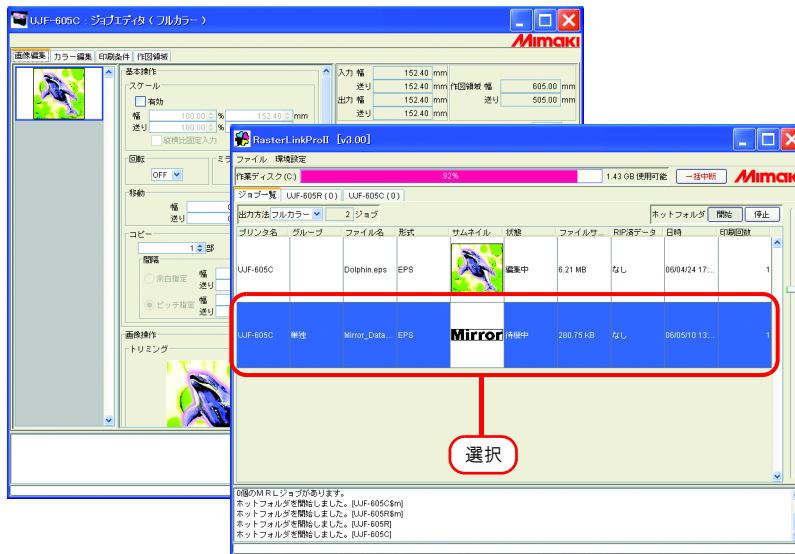 UJF-605C : ジョブエディタ ( フルカラー )
Mimaki
画像編集 カラー編集 印刷条件 作図領域
基本操作
スケール
有効
幅 100.00 % 152.40 mm
送り 100.00 %
縦横比固定入力
回転 ミラ
OFF
移動
幅
送り
コピー
1 部
間隔
余白指定 幅
送り
ピッチ指定 幅
送り
画像操作
トリミング
入力 幅 152.40 mm
送り 152.40 mm
出力 幅 152.40 mm
送り 152.40 mm
作図領域 幅 605.00 mm
送り 505.00 mm
RasterLinkProII [v3.00]
ファイル 環境設定
作業ディスク(C:) 92% 1.43 GB 使用可能 一括中断 Mimaki
ジョブ一覧 UJF-605R ( 0 ) UJF-605C ( 0 )
出力方法 フルカラー 2 ジョブ ホットフォルダ 開始 停止
プリンタ名 グループ ファイル名 形式 サムネイル 状態 ファイルサ... RIP済データ 日時 印刷回数
UJF-605C Dolphin.eps EPS 編集中 6.21 MB なし 06/04/24 17:... 1
UJF-605C 単独 Mirror_Data... EPS Mirror 待機中 280.75 KB なし 06/05/10 13:... 1
選択
0個のＭＲＬジョブがあります。
ホットフォルダを開始しました。[UJF-605C$m]
ホットフォルダを開始しました。[UJF-605R$m]
ホットフォルダを開始しました。[UJF-605R]
ホットフォルダを開始しました。[UJF-605C]